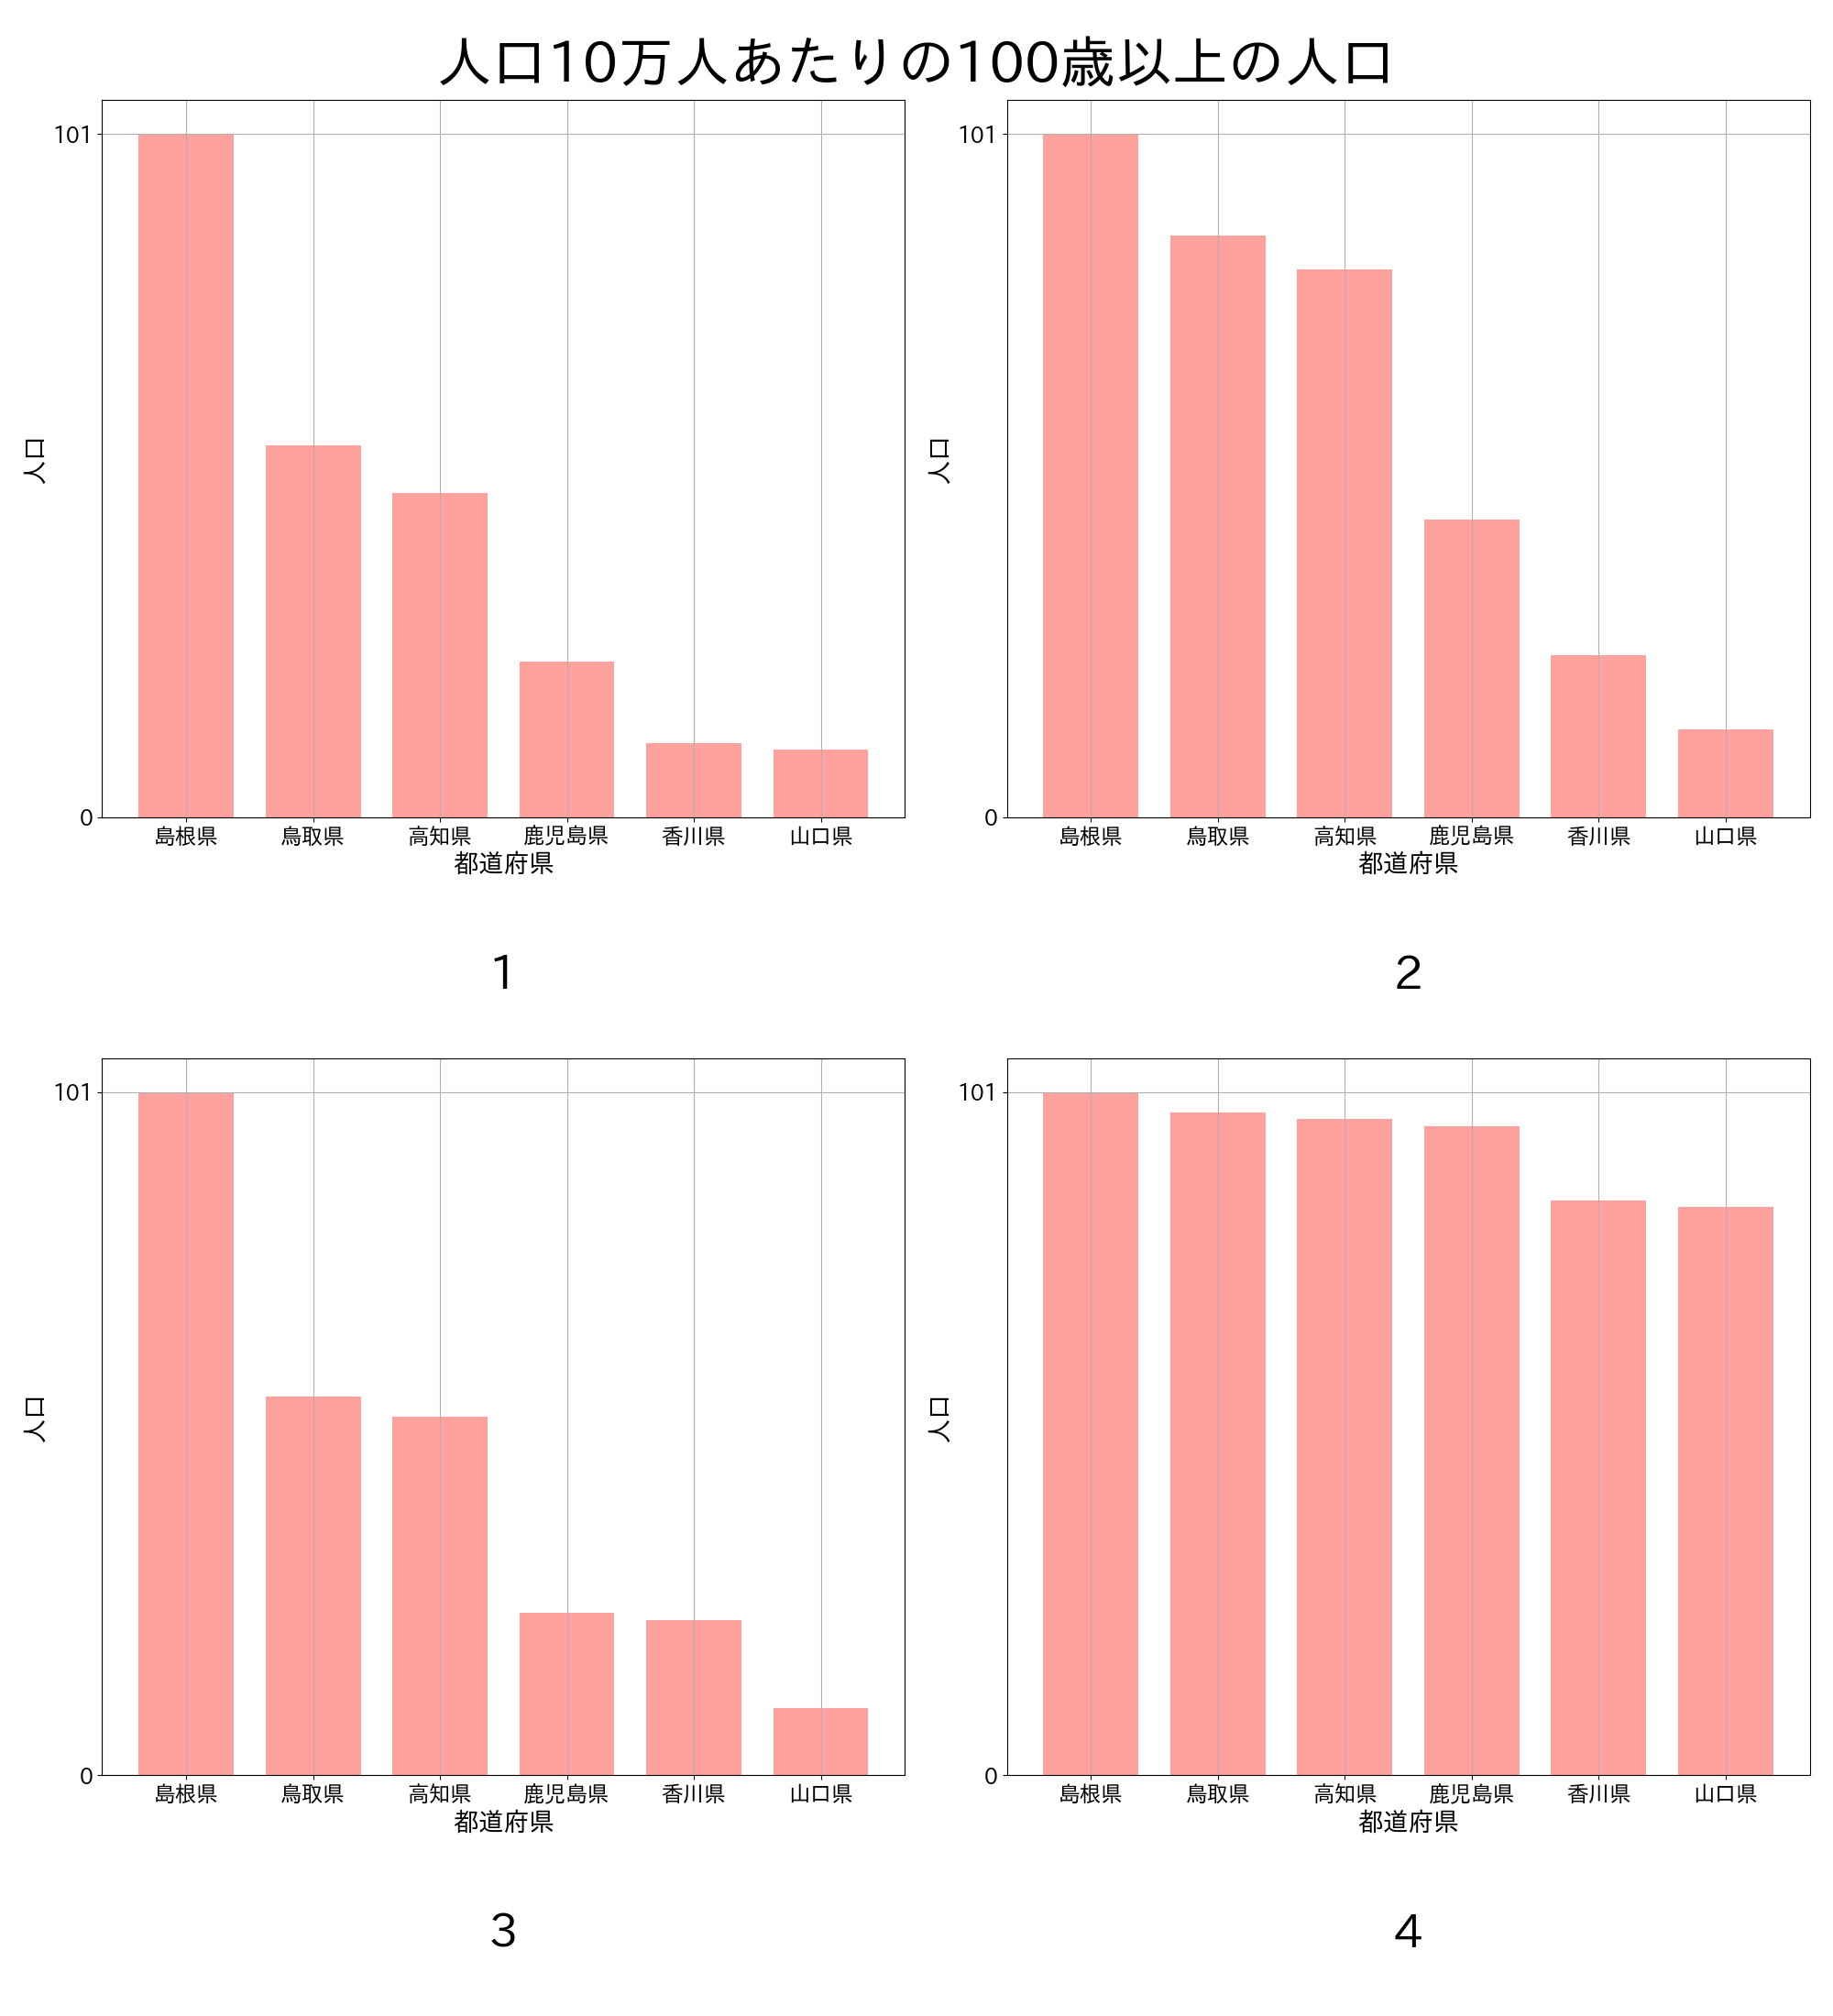 人口10万人あたりの100歳以上の人口
101
0
人口
島根県 鳥取県 高知県 鹿児島県 香川県 山口県
都道府県
1
101
0
人口
島根県 鳥取県 高知県 鹿児島県 香川県 山口県
都道府県
2
101
0
人口
島根県 鳥取県 高知県 鹿児島県 香川県 山口県
都道府県
3
101
0
人口
島根県 鳥取県 高知県 鹿児島県 香川県 山口県
都道府県
4